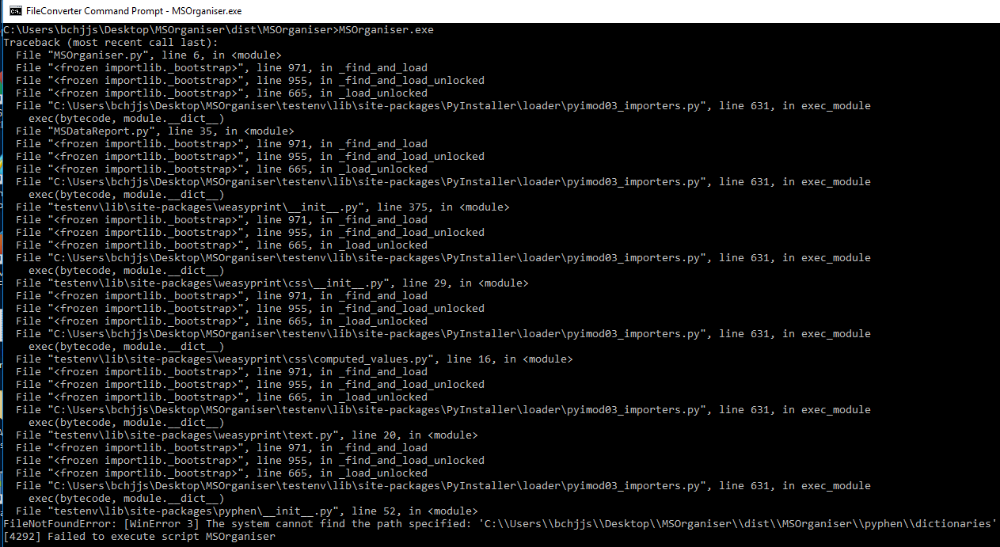 FileConverter Command Prompt - MSOrganiser.exe
C:\Users\bchjjs\Desktop\MSOrganiser\dist\MSOrganiser>MSOrganiser.exe
Traceback (most recent call last):
  File "MSOrganiser.py", line 6, in <module>
  File "<frozen importlib._bootstrap>", line 971, in _find_and_load
  File "<frozen importlib._bootstrap>", line 955, in _find_and_load_unlocked
  File "<frozen importlib._bootstrap>", line 665, in _load_unlocked
  File "C:\Users\bchjjs\Desktop\MSOrganiser\testenv\lib\site-packages\PyInstaller\loader\pyimod03_importers.py", line 631, in exec_module
    exec(bytecode, module.__dict__)
  File "MSDataReport.py", line 35, in <module>
  File "<frozen importlib._bootstrap>", line 971, in _find_and_load
  File "<frozen importlib._bootstrap>", line 955, in _find_and_load_unlocked
  File "<frozen importlib._bootstrap>", line 665, in _load_unlocked
  File "C:\Users\bchjjs\Desktop\MSOrganiser\testenv\lib\site-packages\PyInstaller\loader\pyimod03_importers.py", line 631, in exec_module
    exec(bytecode, module.__dict__)
  File "testenv\lib\site-packages\weasyprint\__init__.py", line 375, in <module>
  File "<frozen importlib._bootstrap>", line 971, in _find_and_load
  File "<frozen importlib._bootstrap>", line 955, in _find_and_load_unlocked
  File "<frozen importlib._bootstrap>", line 665, in _load_unlocked
  File "C:\Users\bchjjs\Desktop\MSOrganiser\testenv\lib\site-packages\PyInstaller\loader\pyimod03_importers.py", line 631, in exec_module
    exec(bytecode, module.__dict__)
  File "testenv\lib\site-packages\weasyprint\css\__init__.py", line 29, in <module>
  File "<frozen importlib._bootstrap>", line 971, in _find_and_load
  File "<frozen importlib._bootstrap>", line 955, in _find_and_load_unlocked
  File "<frozen importlib._bootstrap>", line 665, in _load_unlocked
  File "C:\Users\bchjjs\Desktop\MSOrganiser\testenv\lib\site-packages\PyInstaller\loader\pyimod03_importers.py", line 631, in exec_module
    exec(bytecode, module.__dict__)
  File "testenv\lib\site-packages\weasyprint\css\computed_values.py", line 16, in <module>
  File "<frozen importlib._bootstrap>", line 971, in _find_and_load
  File "<frozen importlib._bootstrap>", line 955, in _find_and_load_unlocked
  File "<frozen importlib._bootstrap>", line 665, in _load_unlocked
  File "C:\Users\bchjjs\Desktop\MSOrganiser\testenv\lib\site-packages\PyInstaller\loader\pyimod03_importers.py", line 631, in exec_module
    exec(bytecode, module.__dict__)
  File "testenv\lib\site-packages\weasyprint\text.py", line 20, in <module>
  File "<frozen importlib._bootstrap>", line 971, in _find_and_load
  File "<frozen importlib._bootstrap>", line 955, in _find_and_load_unlocked
  File "<frozen importlib._bootstrap>", line 665, in _load_unlocked
  File "C:\Users\bchjjs\Desktop\MSOrganiser\testenv\lib\site-packages\PyInstaller\loader\pyimod03_importers.py", line 631, in exec_module
    exec(bytecode, module.__dict__)
  File "testenv\lib\site-packages\pyphen\__init__.py", line 52, in <module>
FileNotFoundError: [WinError 3] The system cannot find the path specified: 'C:\\Users\\bchjjs\\Desktop\\MSOrganiser\\dist\\MSOrganiser\\pyphen\\dictionaries'
[4292] Failed to execute script MSOrganiser